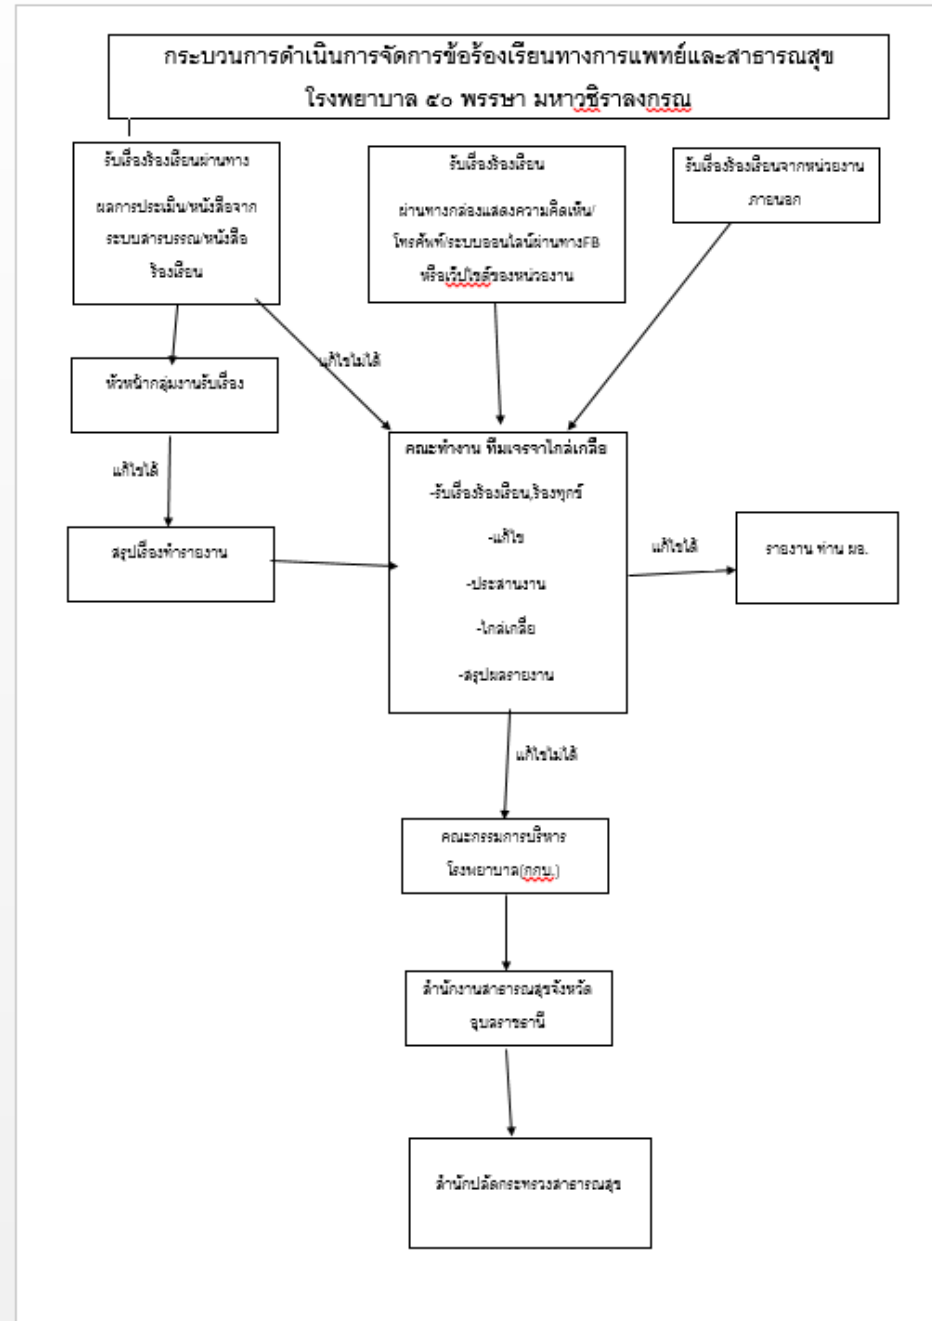 กระบวนการดำเนินการจัดการข้อร้องเรียนทางการแพทย์และสาธารณสุข
โรงพยาบาล ๕๐ พรรษา มหาวชิราลงกรณ
รับเรื่องร้องเรียนผ่านทาง
ผลการประเมิน/หนังสือจาก
ระบบสารบรรณ/หนังสือ
ร้องเรียน
รับเรื่องร้องเรียน
ผ่านทางกล่องแสดงความคิดเห็น/
โทรศัพท์/ระบบออนไลน์ผ่านทางFB
หรือเว็ปไซต์ของหน่วยงาน
รับเรื่องร้องเรียนจากหน่วยงาน
ภายนอก
แก้ไขไม่ได้
หัวหน้ากลุ่มงานรับเรื่อง
แก้ไขได้
สรุปเรื่องทำรายงาน
คณะทำงาน ทีมเจรจาไกล่เกลี่ย
-รับเรื่องร้องเรียน,ร้องทุกข์
-แก้ไข
-ประสานงาน
-ไกล่เกลี่ย
-สรุปผลรายงาน
แก้ไขได้
รายงาน ท่าน ผอ.
แก้ไขไม่ได้
คณะกรรมการบริหาร
โรงพยาบาล(กกบ.)
สำนักงานสาธารณสุขจังหวัด
อุบลราชธานี
สำนักปลัดกระทรวงสาธารณสุข